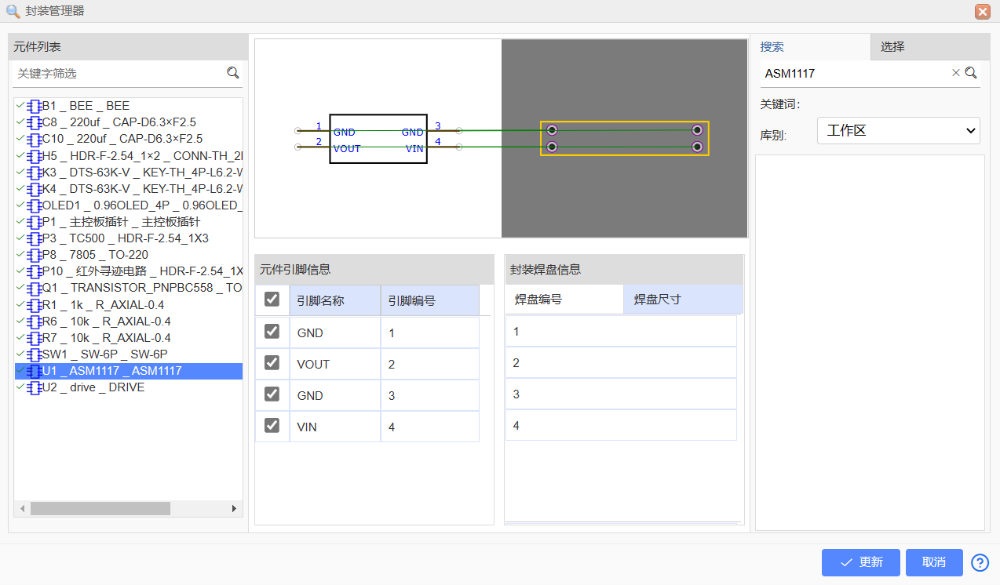 封装管理器
元件列表
关键字筛选
B1 _ BEE _ BEE
C8 _ 220uf _ CAP-D6.3×F2.5
C10 _ 220uf _ CAP-D6.3×F2.5
H5 _ HDR-F-2.54_1×2 _ CONN-TH_2
K3 _ DTS-63K-V _ KEY-TH_4P-L6.2-W
K4 _ DTS-63K-V _ KEY-TH_4P-L6.2-W
OLED1 _ 0.96OLED_4P _ 0.96OLED_
P1 _ 主控板插针 _ 主控板插针
P3 _ TC500 _ HDR-F-2.54_1X3
P8 _ 7805 _ TO-220
P10 _ 红外寻迹电路 _ HDR-F-2.54_1X
Q1 _ TRANSISTOR_PNPBC558 _ TO
R1 _ 1k _ R_AXIAL-0.4
R6 _ 10k _ R_AXIAL-0.4
R7 _ 10k _ R_AXIAL-0.4
SW1 _ SW-6P _ SW-6P
U1 _ ASM1117 _ ASM1117
U2 _ drive _ DRIVE
1 GND GND 3
2 VOUT VIN 4
元件引脚信息
引脚名称 引脚编号
GND 1
VOUT 2
GND 3
VIN 4
封装焊盘信息
焊盘编号 焊盘尺寸
1
2
3
4
搜索 选择
ASM1117
关键词:
库别: 工作区
更新 取消